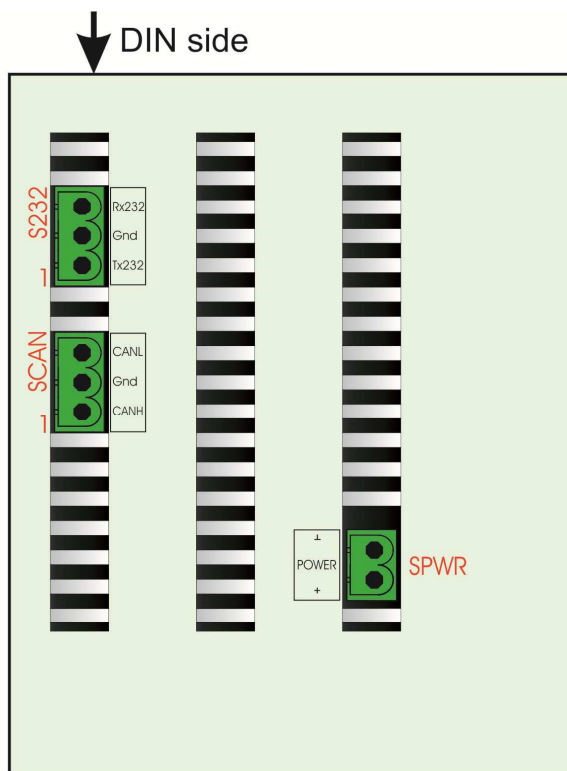 DIN side
S232
1
Rx232
Gnd
Tx232
SCAN
1
CANL
Gnd
CANH
⊥
POWER
+
SPWR